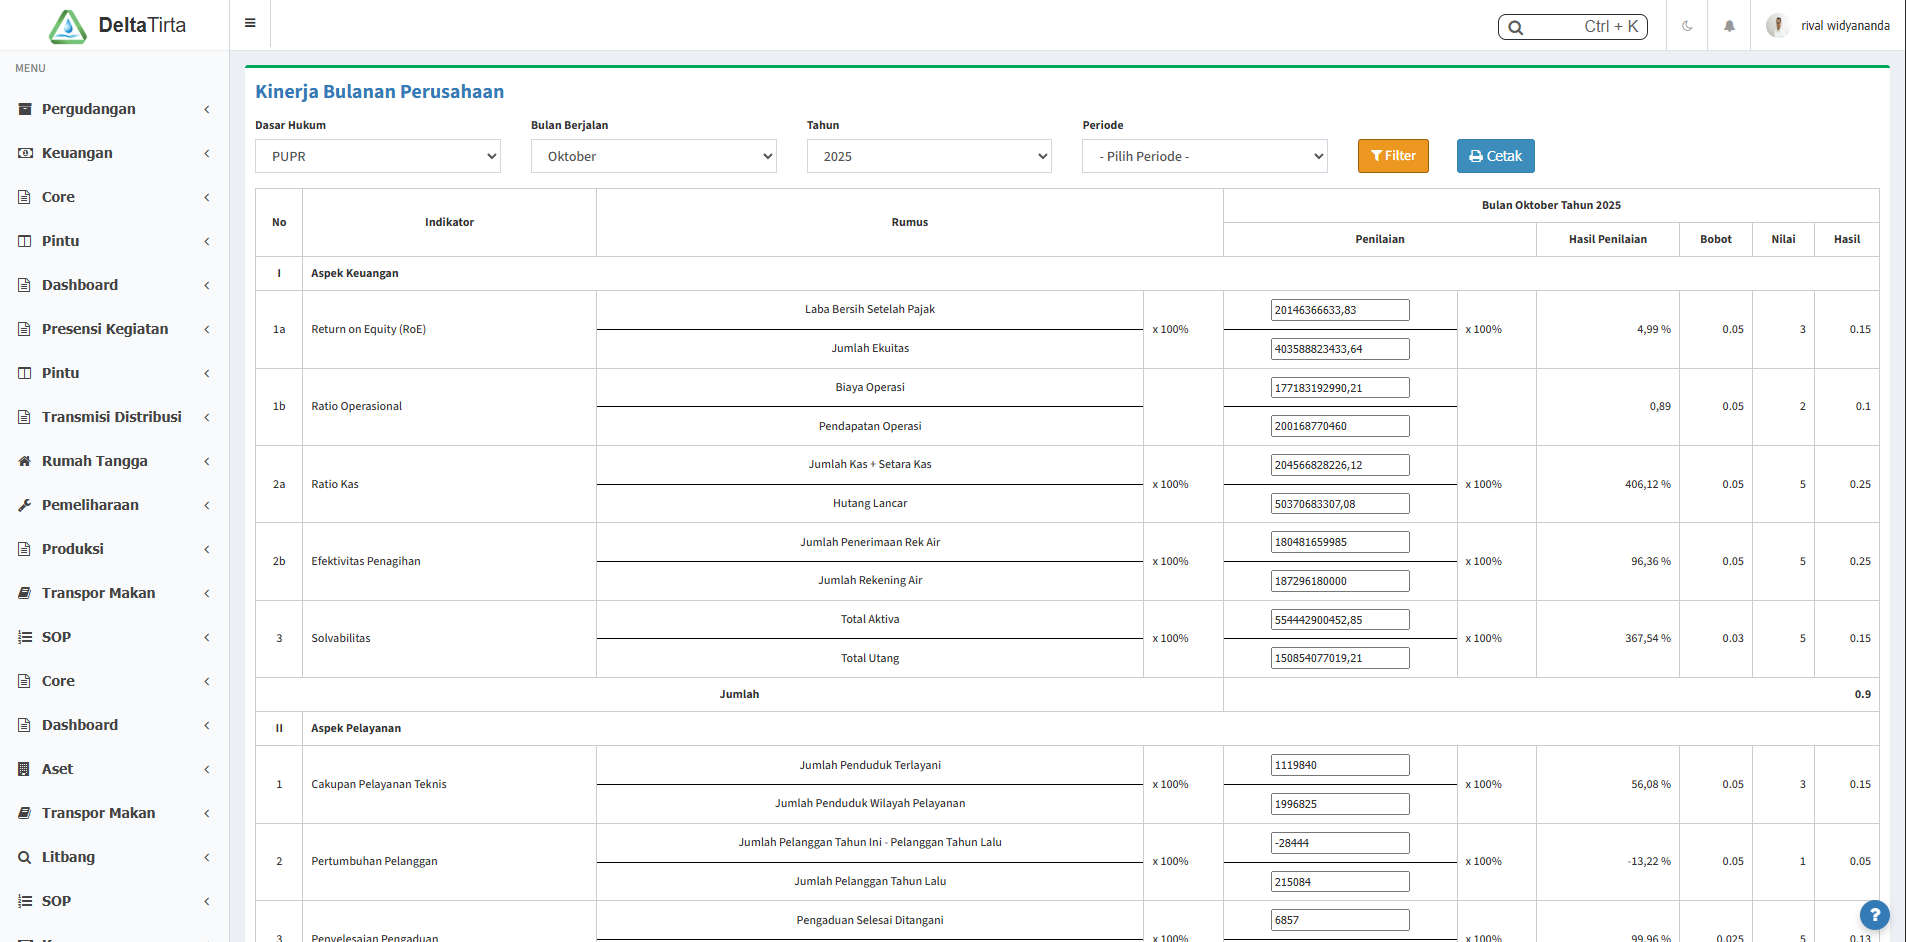 DeltaTirta
Ctrl + K
rival widyananda
MENU
Pergudangan
Keuangan
Core
Pintu
Dashboard
Presensi Kegiatan
Pintu
Transmisi Distribusi
Rumah Tangga
Pemeliharaan
Produksi
Transpor Makan
SOP
Core
Dashboard
Aset
Transpor Makan
Litbang
SOP
Kinerja Bulanan Perusahaan
Dasar Hukum Bulan Berjalan Tahun Periode
PUPR Oktober 2025 - Pilih Periode - Filter Cetak
No Indikator Rumus Bulan Oktober Tahun 2025
Penilaian Hasil Penilaian Bobot Nilai Hasil
I Aspek Keuangan
Laba Bersih Setelah Pajak 20146366633,83
1a Return on Equity (RoE) x 100% x 100% 4,99 % 0.05 3 0.15
Jumlah Ekuitas 403588823433,64
Biaya Operasi 177183192990,21
1b Ratio Operasional 0,89 0.05 2 0.1
Pendapatan Operasi 200168770460
Jumlah Kas + Setara Kas 204566828226,12
2a Ratio Kas x 100% x 100% 406,12 % 0.05 5 0.25
Hutang Lancar 50370683307,08
Jumlah Penerimaan Rek Air 180481659985
2b Efektivitas Penagihan x 100% x 100% 96,36 % 0.05 5 0.25
Jumlah Rekening Air 187296180000
Total Aktiva 554442900452,85
3 Solvabilitas x 100% x 100% 367,54 % 0.03 5 0.15
Total Utang 150854077019,21
Jumlah 0.9
II Aspek Pelayanan
Jumlah Penduduk Terlayani 1119840
1 Cakupan Pelayanan Teknis x 100% x 100% 56,08 % 0.05 3 0.15
Jumlah Penduduk Wilayah Pelayanan 1996825
Jumlah Pelanggan Tahun Ini - Pelanggan Tahun Lalu -28444
2 Pertumbuhan Pelanggan x 100% x 100% -13,22 % 0.05 1 0.05
Jumlah Pelanggan Tahun Lalu 215084
Pengaduan Selesai Ditangani 6857
3 Penyelesaian Pengaduan x 100% x 100% 99,96 % 0.025 5 0.13
?